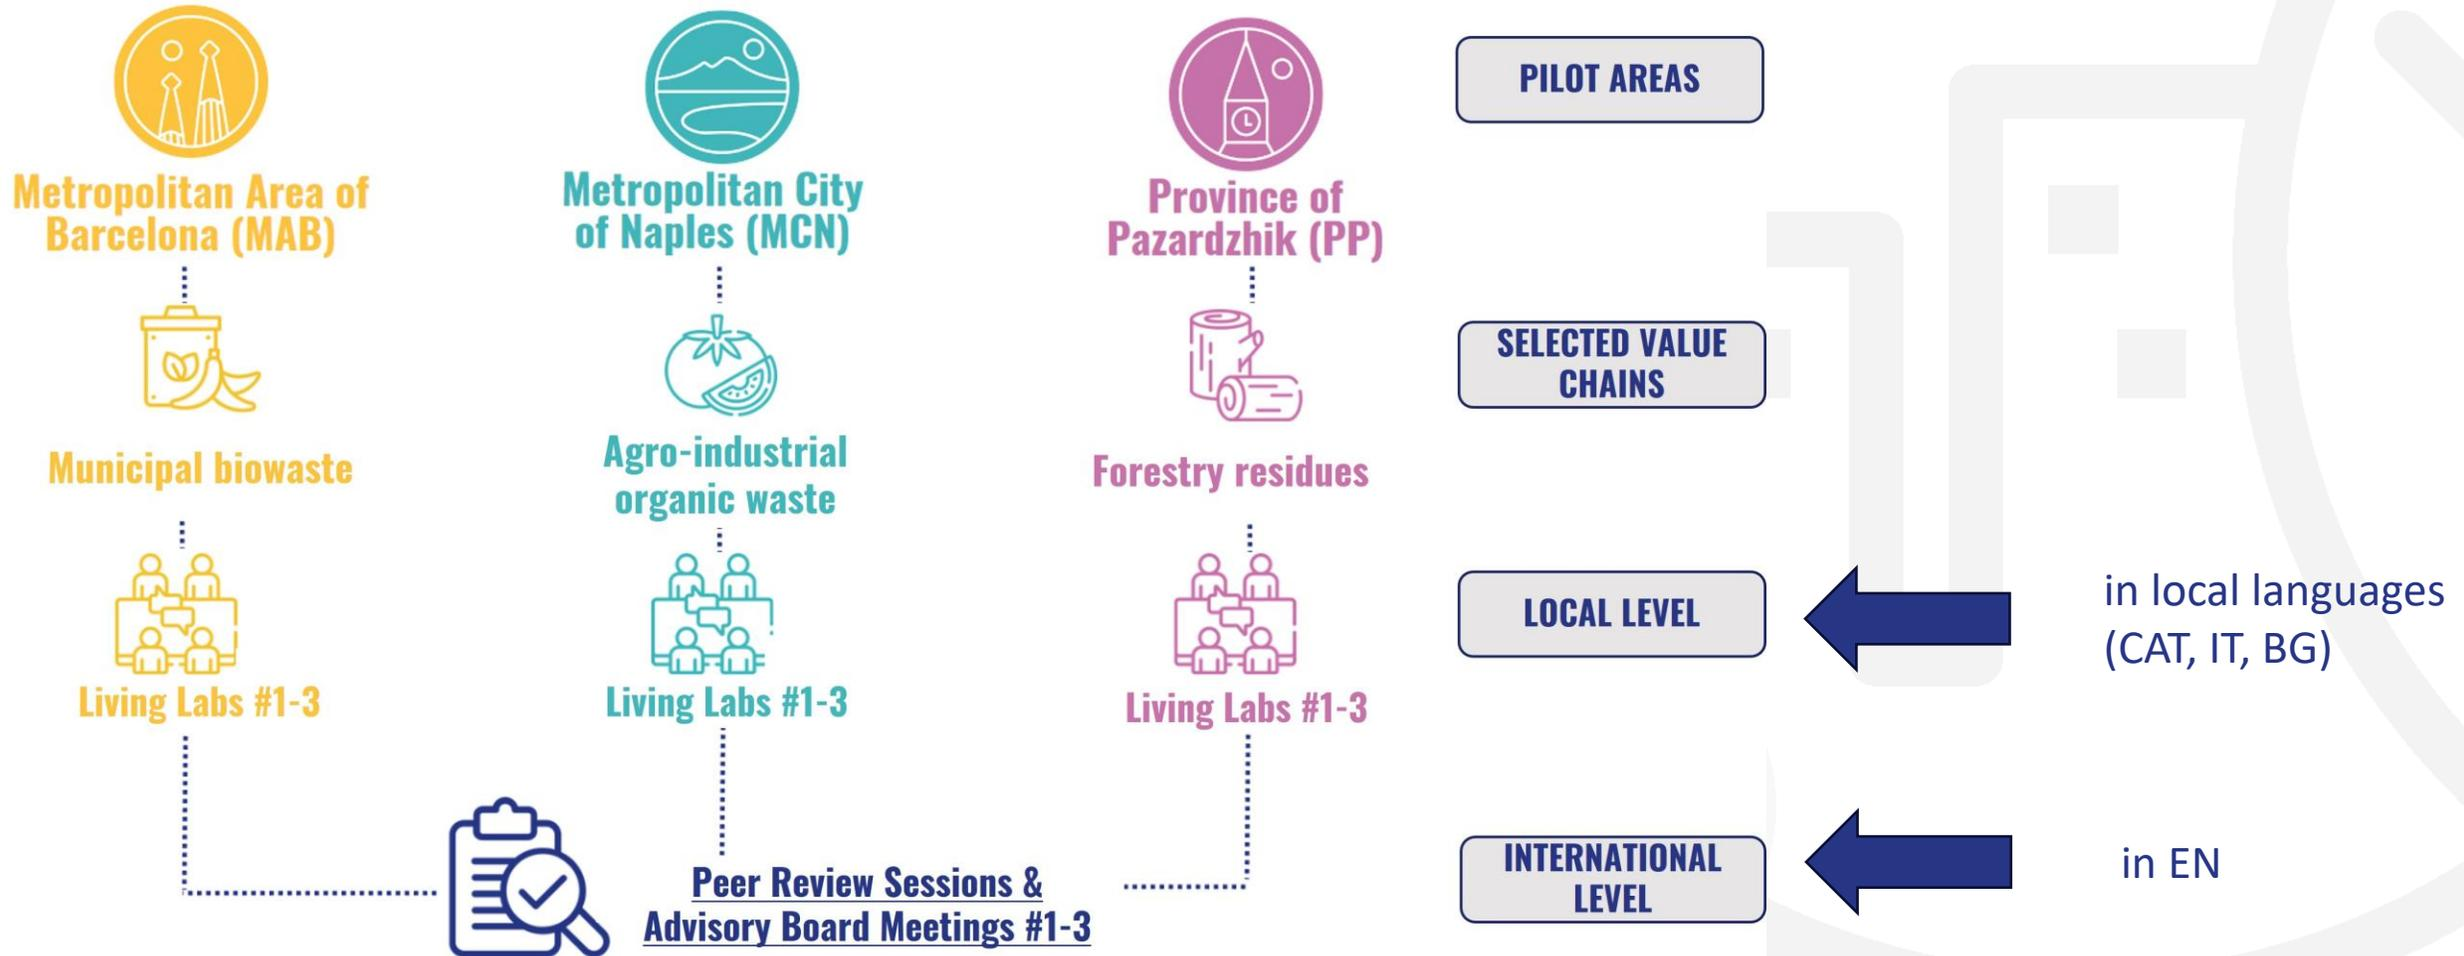 Metropolitan Area of
Barcelona (MAB)
Metropolitan City
of Naples (MCN)
Province of
Pazardzhik (PP)
PILOT AREAS
Municipal biowaste
Agro-industrial
organic waste
Forestry residues
SELECTED VALUE
CHAINS
Living Labs #1-3
Living Labs #1-3
Living Labs #1-3
LOCAL LEVEL
in local languages
(CAT, IT, BG)
Peer Review Sessions &
Advisory Board Meetings #1-3
INTERNATIONAL
LEVEL
in EN